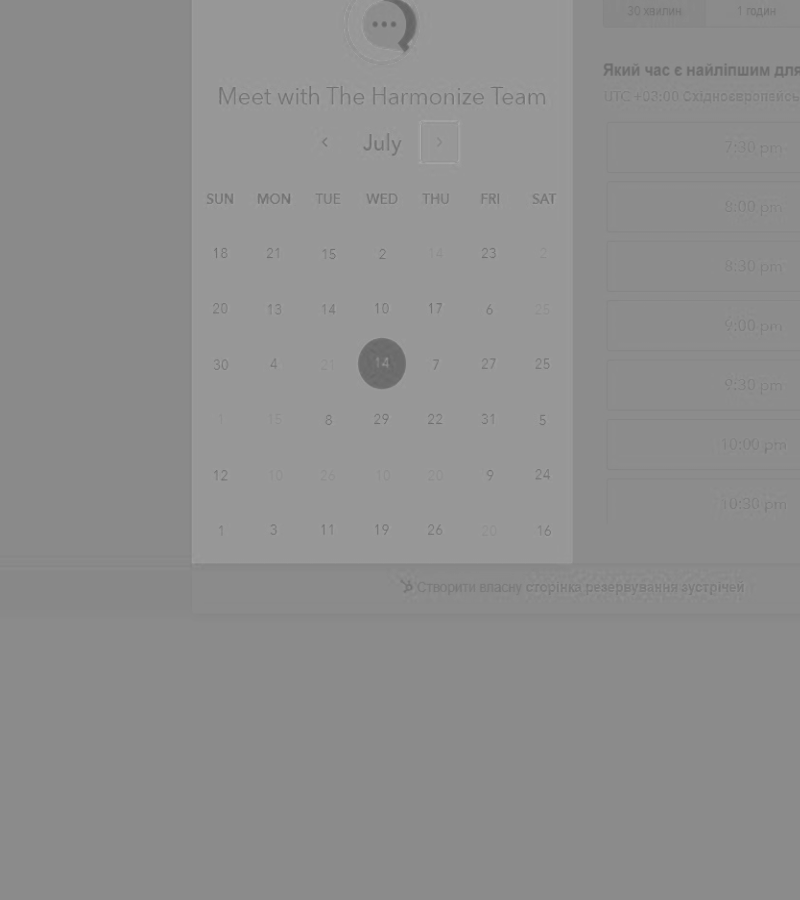 30 хвилин 1 годин
Який час є найліпшим для
UTC +03:00 Східноєвропейсь
Meet with The Harmonize Team
July
SUN MON TUE WED THU FRI SAT
18 21 15 2 14 23 2
20 13 14 10 17 6 25
30 4 21 14 7 27 25
1 15 8 29 22 31 5
12 10 26 10 20 9 24
1 3 11 19 26 20 16
7:30 pm
8:00 pm
8:30 pm
9:00 pm
9:30 pm
10:00 pm
10:30 pm
Створити власну сторінка резервування зустрічей